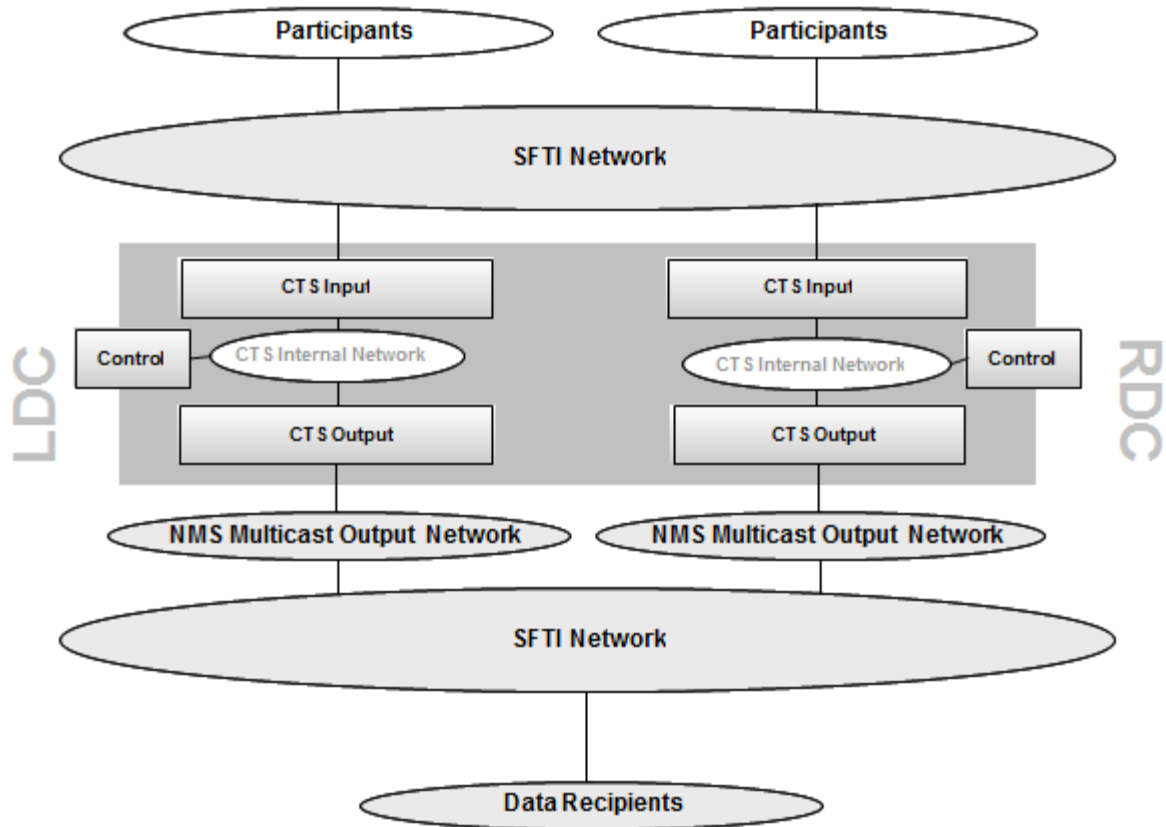 Participants
Participants
SFTI Network
CTS Input
CTS Input
LDC
Control
CTS Internal Network
CTS Internal Network
Control
RDC
CTS Output
CTS Output
NMS Multicast Output Network
NMS Multicast Output Network
SFTI Network
Data Recipients